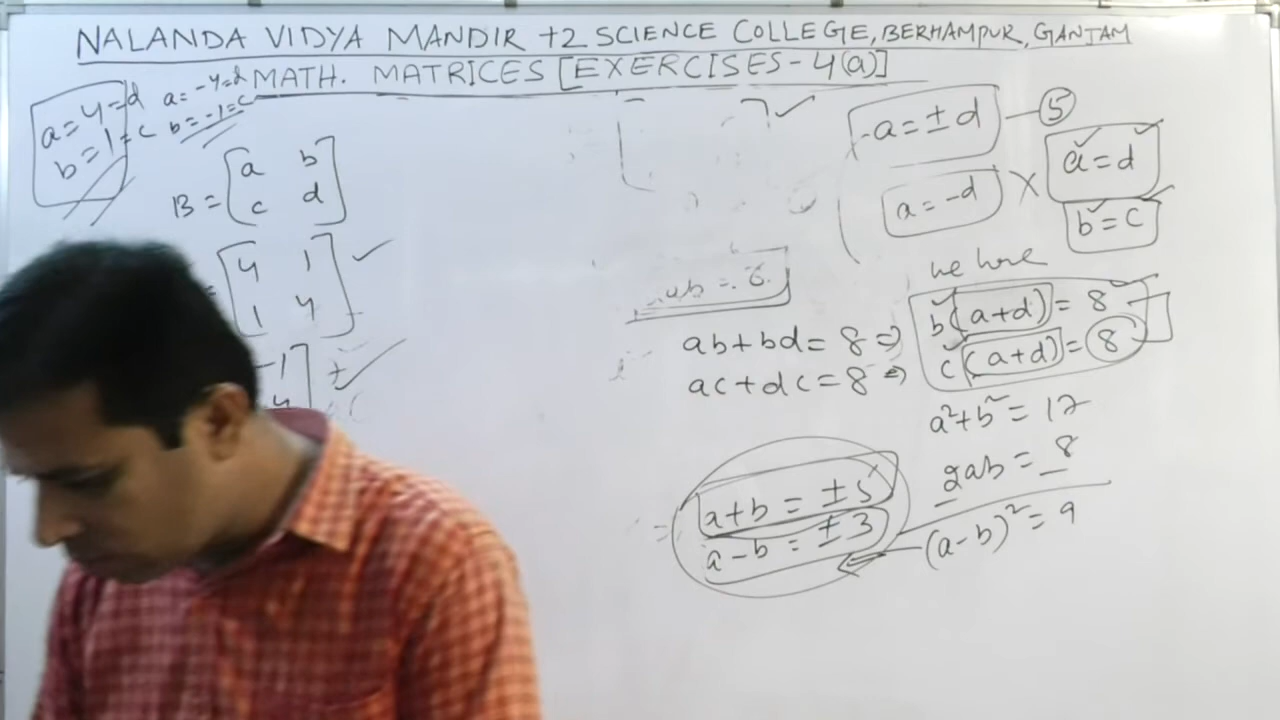 NALANDA VIDYA MANDIR +2 SCIENCE COLLEGE, BERHAMPUR, GANJAM
MATH. MATRICES [EXERCISES-4(a)]
a=4=d
b=1=c
a=-4=d
b=-1=c
B = [a b
c d]
[4 1
1 4] ✓
-1] ✓
a=±d — 5
a=-d × a=d
b=c
we have
ab=
ab+bd=8 ⇒ b(a+d)=8
ac+dc=8 ⇒ c(a+d)=8
a²+b²=17
2ab=8
(a-b)²=9
a+b=±5
a-b=±3